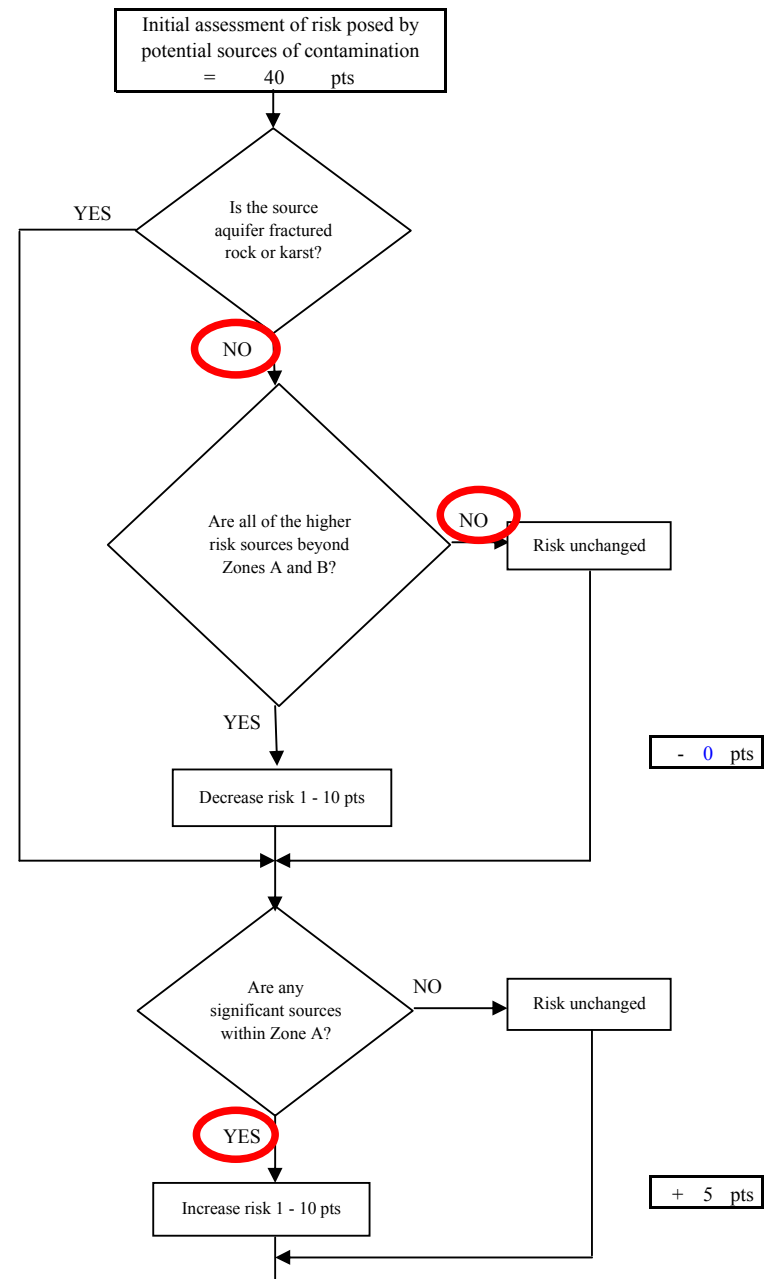 Initial assessment of risk posed by
potential sources of contamination
= 40 pts
Is the source
aquifer fractured
rock or karst?
YES
NO
Are all of the higher
risk sources beyond
Zones A and B?
NO
Risk unchanged
YES
- 0 pts
Decrease risk 1 - 10 pts
Are any
significant sources
within Zone A?
NO
Risk unchanged
YES
+ 5 pts
Increase risk 1 - 10 pts